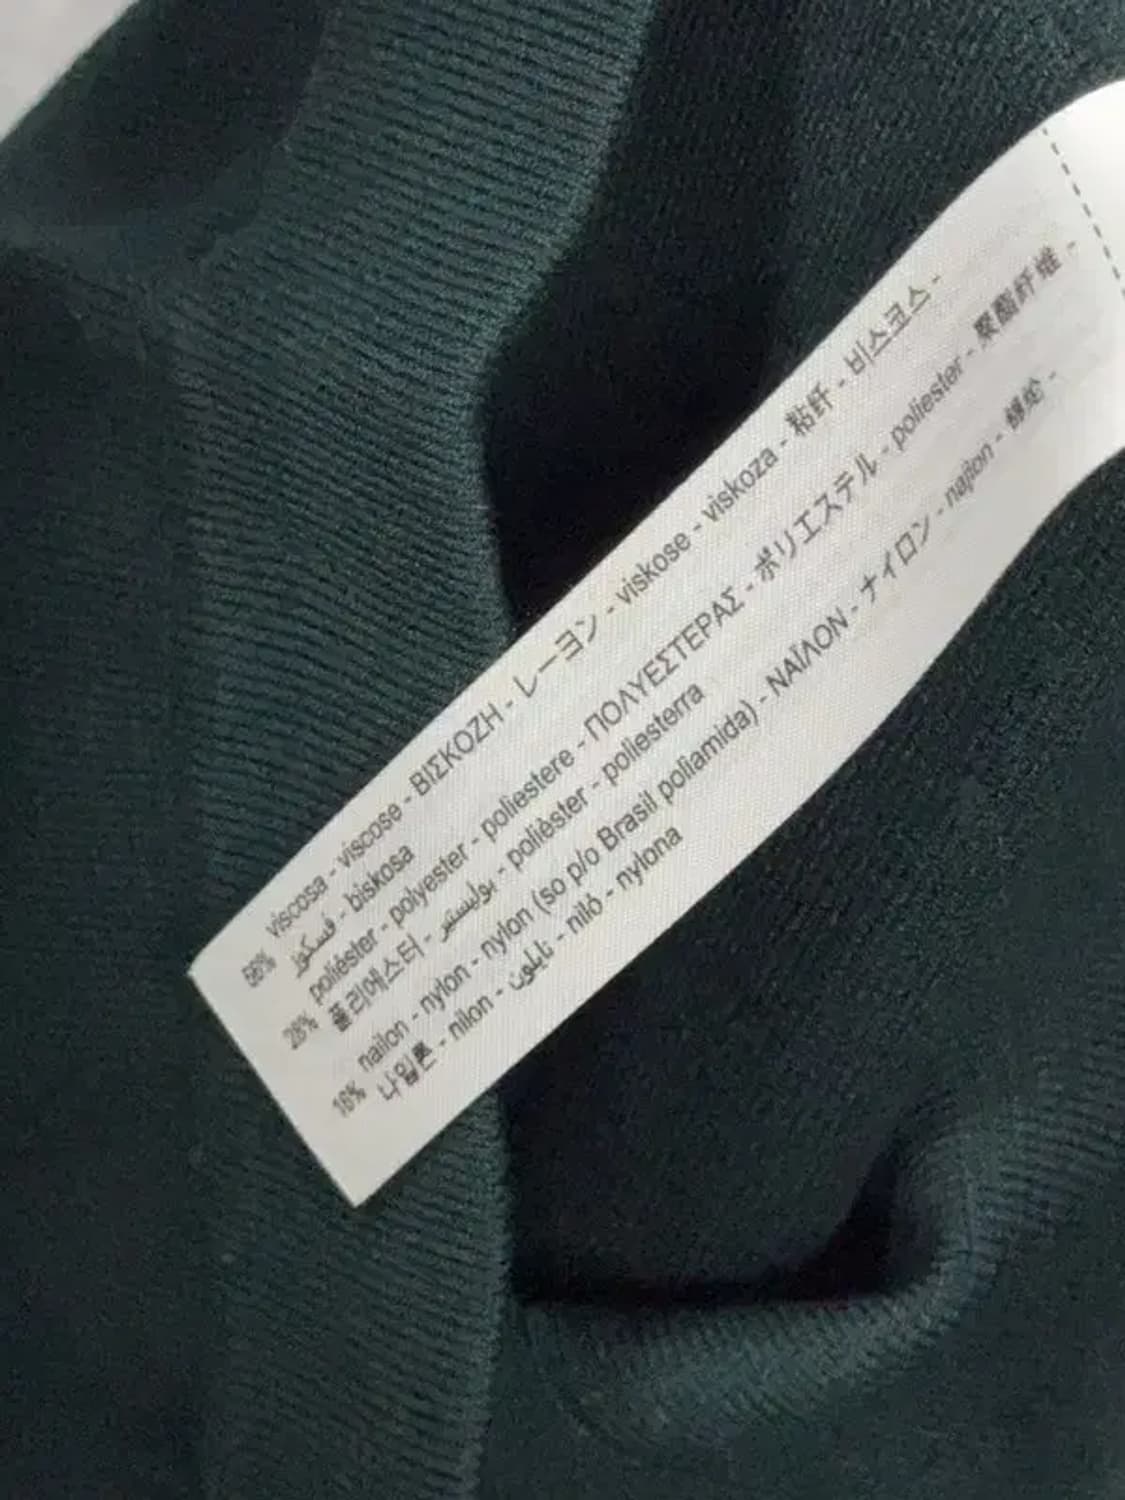 56% viscosa - viscose - ΒΙΣΚΟΖΗ - レーヨン - viskose - viskoza - 粘纤 - 비스코스 -
فسكوز - biskosa
28% poliéster - polyester - poliestere - ΠΟΛΥΕΣΤΕΡΑΣ - ポリエステル - poliester - 聚酯纤维 -
폴리에스터 - بوليستر - polièster - poliesterra
16% nailon - nylon - nylon (so p/o Brasil poliamida) - ΝΑΪΛΟΝ - ナイロン - najlon - 锦纶 -
나일론 - nilon - نايلون - niló - nylona